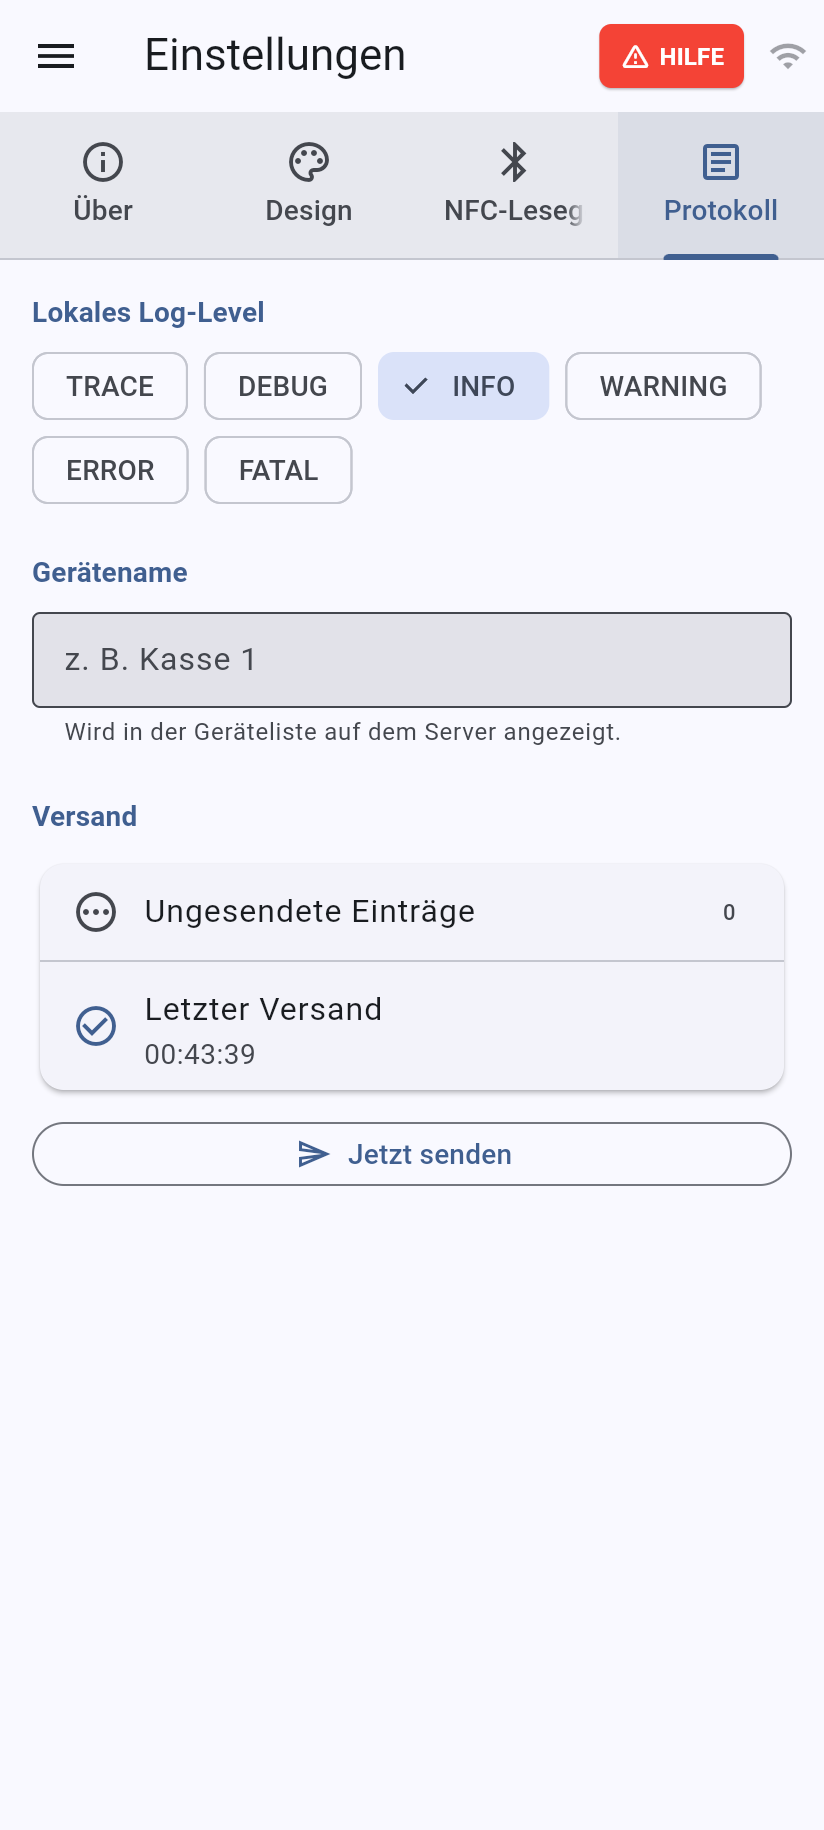 Einstellungen
HILFE
Über
Design
NFC-Leseg
Protokoll
Lokales Log-Level
TRACE
DEBUG
INFO
WARNING
ERROR
FATAL
Gerätename
z. B. Kasse 1
Wird in der Geräteliste auf dem Server angezeigt.
Versand
Ungesendete Einträge
0
Letzter Versand
00:43:39
Jetzt senden